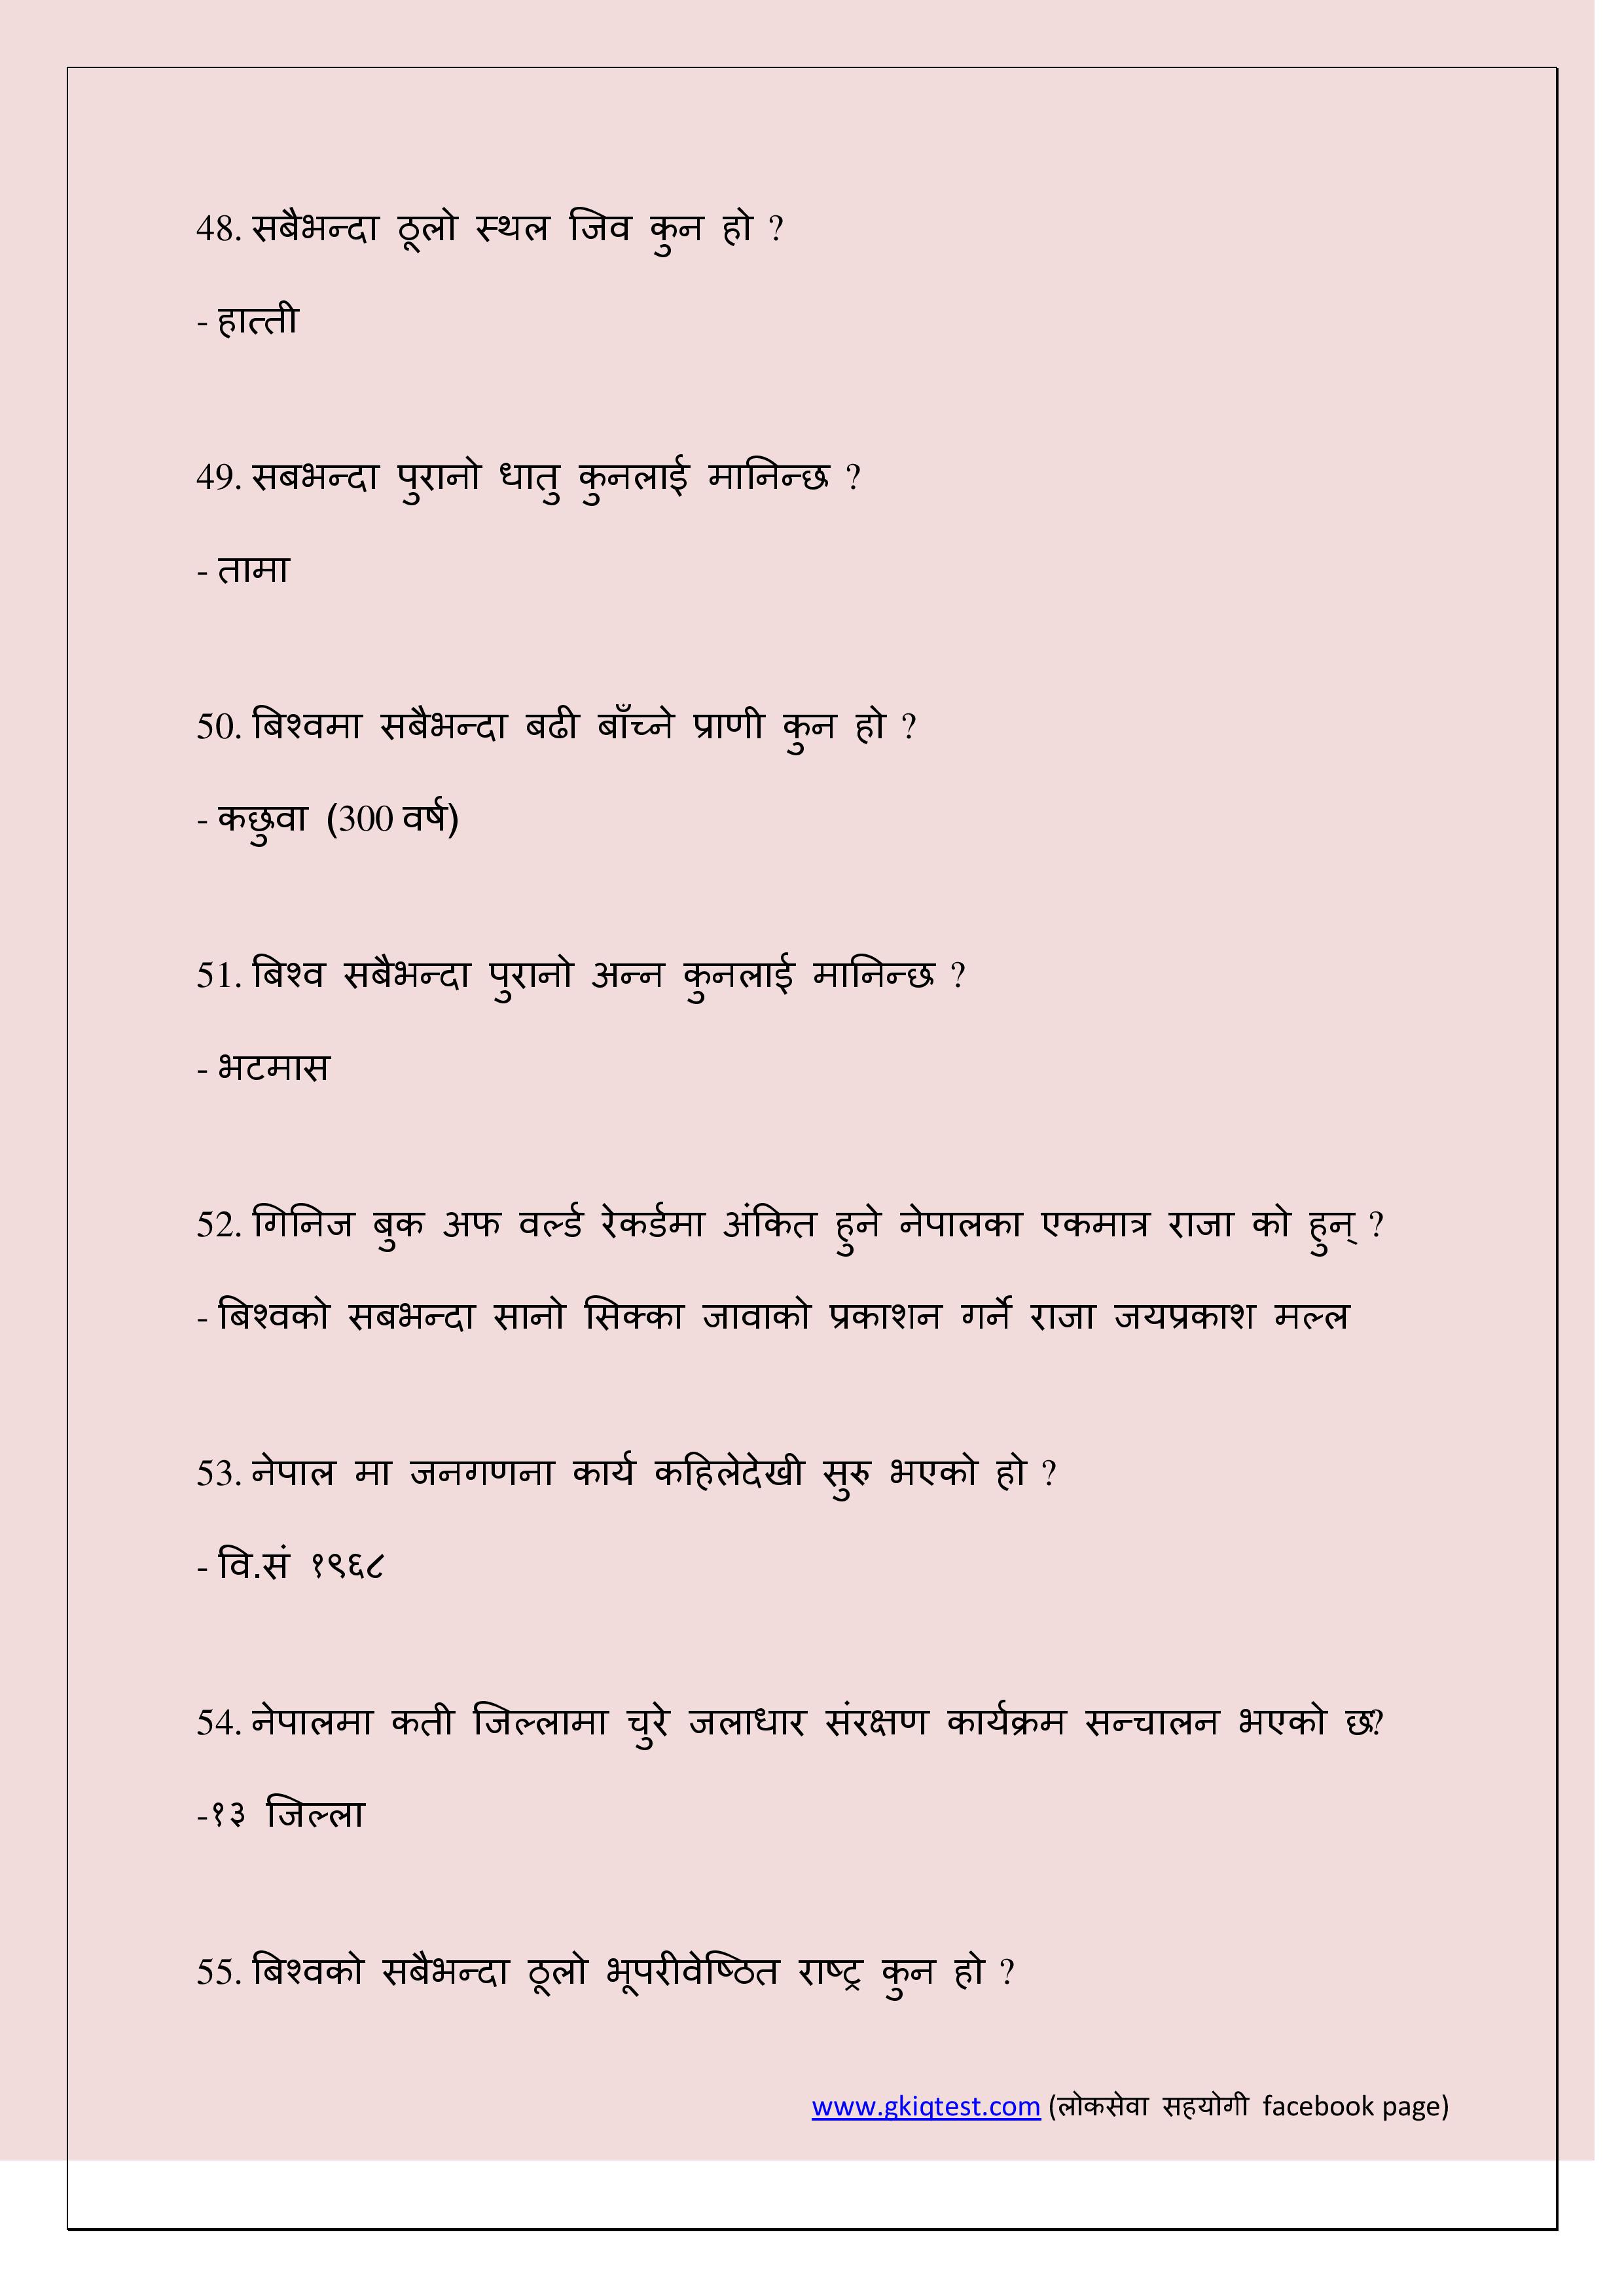 48. सबैभन्दा ठूलो स्थल जिव कुन हो ?
- हात्ती
49. सबभन्दा पुरानो धातु कुनलाई मानिन्छ ?
- तामा
50. बिश्वमा सबैभन्दा बढी बाँच्ने प्राणी कुन हो ?
- कछुवा (300 वर्ष)
51. बिश्व सबैभन्दा पुरानो अन्न कुनलाई मानिन्छ ?
- भटमास
52. गिनिज बुक अफ वर्ल्ड रेकर्डमा अंकित हुने नेपालका एकमात्र राजा को हुन् ?
- बिश्वको सबभन्दा सानो सिक्का जावाको प्रकाशन गर्ने राजा जयप्रकाश मल्ल
53. नेपाल मा जनगणना कार्य कहिलेदेखी सुरु भएको हो ?
- वि.सं १९६८
54. नेपालमा कती जिल्लामा चुरे जलाधार संरक्षण कार्यक्रम सन्चालन भएको छ?
-१३ जिल्ला
55. बिश्वको सबैभन्दा ठूलो भूपरीवेष्ठित राष्ट्र कुन हो ?
www.gkiqtest.com (लोकसेवा सहयोगी facebook page)